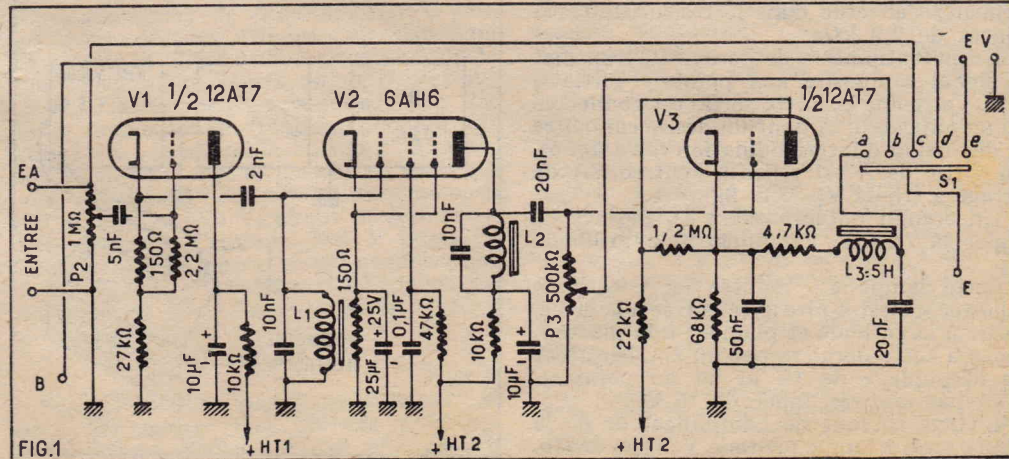 V1 ½ 12AT7
V2 6AH6
V3 ½ 12AT7
E V
a b c d e
S1
EA
ENTREE
P2 1 MΩ
5nF
150Ω
2,2 MΩ
2nF
27kΩ
10µF
10kΩ
+HT1
10nF
L1
150Ω
+25V
25µF
0,1µF
47kΩ
+HT2
10nF
L2
20nF
10kΩ
10µF
P3 500kΩ
22kΩ
+HT2
1,2 MΩ
68kΩ
50nF
4,7kΩ
L3=5H
20nF
E
B
FIG.1